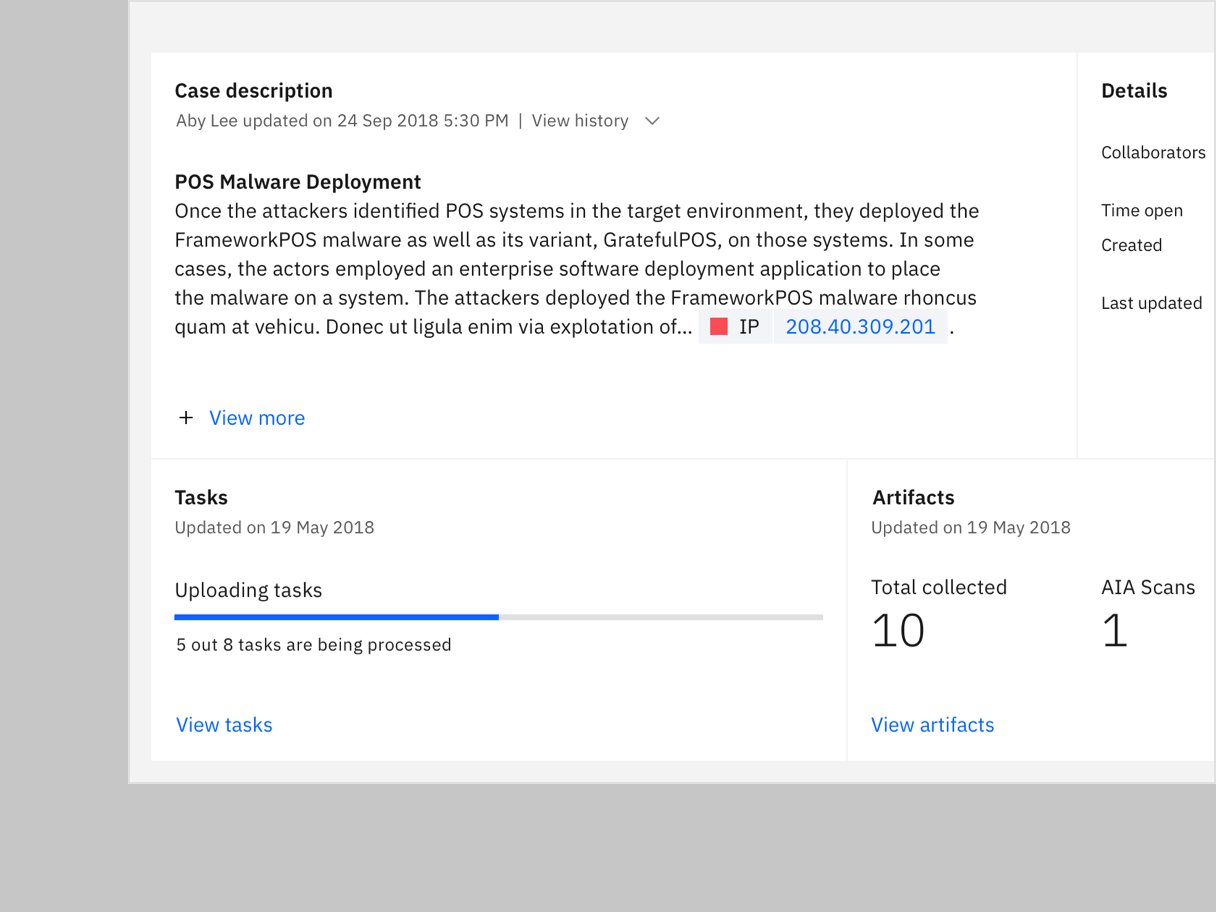 Case description
Aby Lee updated on 24 Sep 2018 5:30 PM | View history
POS Malware Deployment
Once the attackers identified POS systems in the target environment, they deployed the
FrameworkPOS malware as well as its variant, GratefulPOS, on those systems. In some
cases, the actors employed an enterprise software deployment application to place
the malware on a system. The attackers deployed the FrameworkPOS malware rhoncus
quam at vehicu. Donec ut ligula enim via explotation of... IP 208.40.309.201 .
+ View more
Details
Collaborators
Time open
Created
Last updated
Tasks
Updated on 19 May 2018
Uploading tasks
5 out 8 tasks are being processed
View tasks
Artifacts
Updated on 19 May 2018
Total collected
10
AIA Scans
1
View artifacts